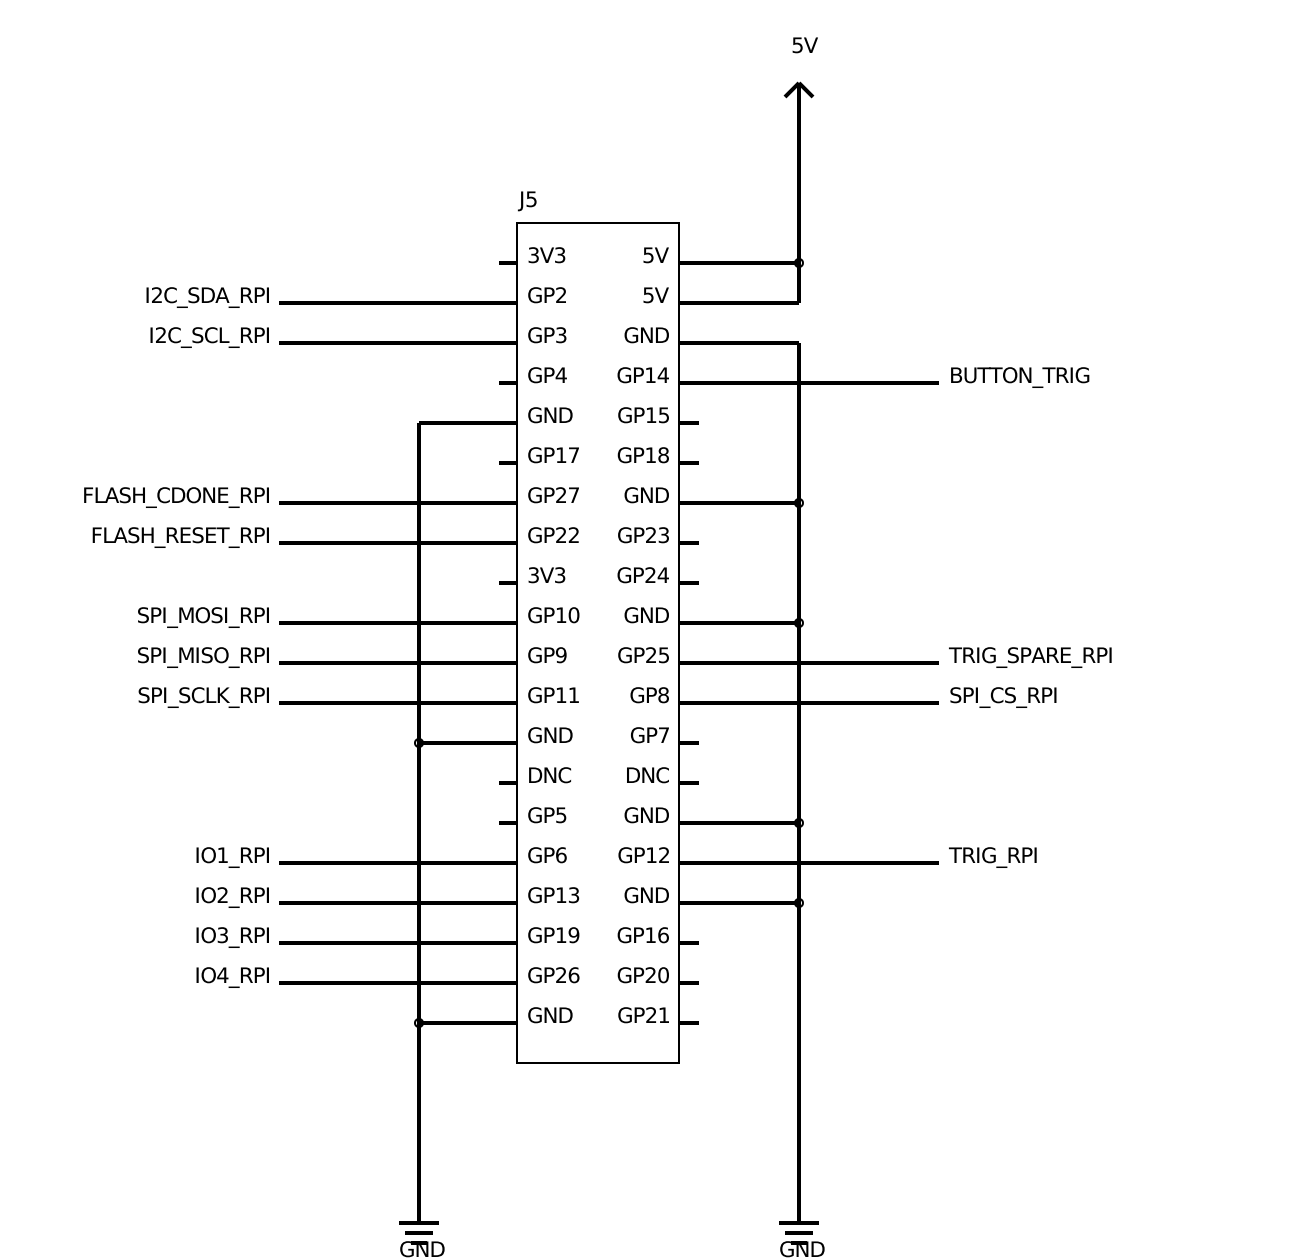 5V
J5
3V3 5V
I2C_SDA_RPI GP2 5V
I2C_SCL_RPI GP3 GND
GP4 GP14 BUTTON_TRIG
GND GP15
GP17 GP18
FLASH_CDONE_RPI GP27 GND
FLASH_RESET_RPI GP22 GP23
3V3 GP24
SPI_MOSI_RPI GP10 GND
SPI_MISO_RPI GP9 GP25 TRIG_SPARE_RPI
SPI_SCLK_RPI GP11 GP8 SPI_CS_RPI
GND GP7
DNC DNC
GP5 GND
IO1_RPI GP6 GP12 TRIG_RPI
IO2_RPI GP13 GND
IO3_RPI GP19 GP16
IO4_RPI GP26 GP20
GND GP21
GND GND